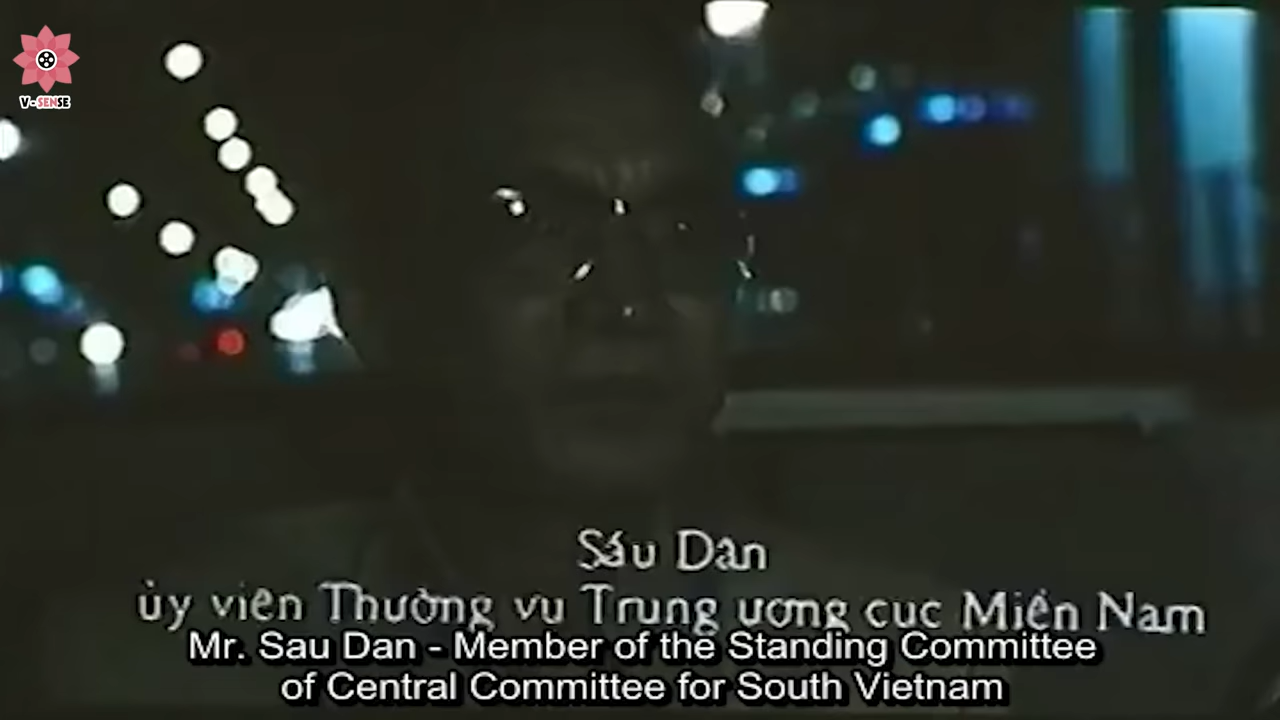 V-SENSE
Sáu Dân
ủy viên Thường vụ Trung ương cục Miền Nam
Mr. Sau Dan - Member of the Standing Committee
of Central Committee for South Vietnam